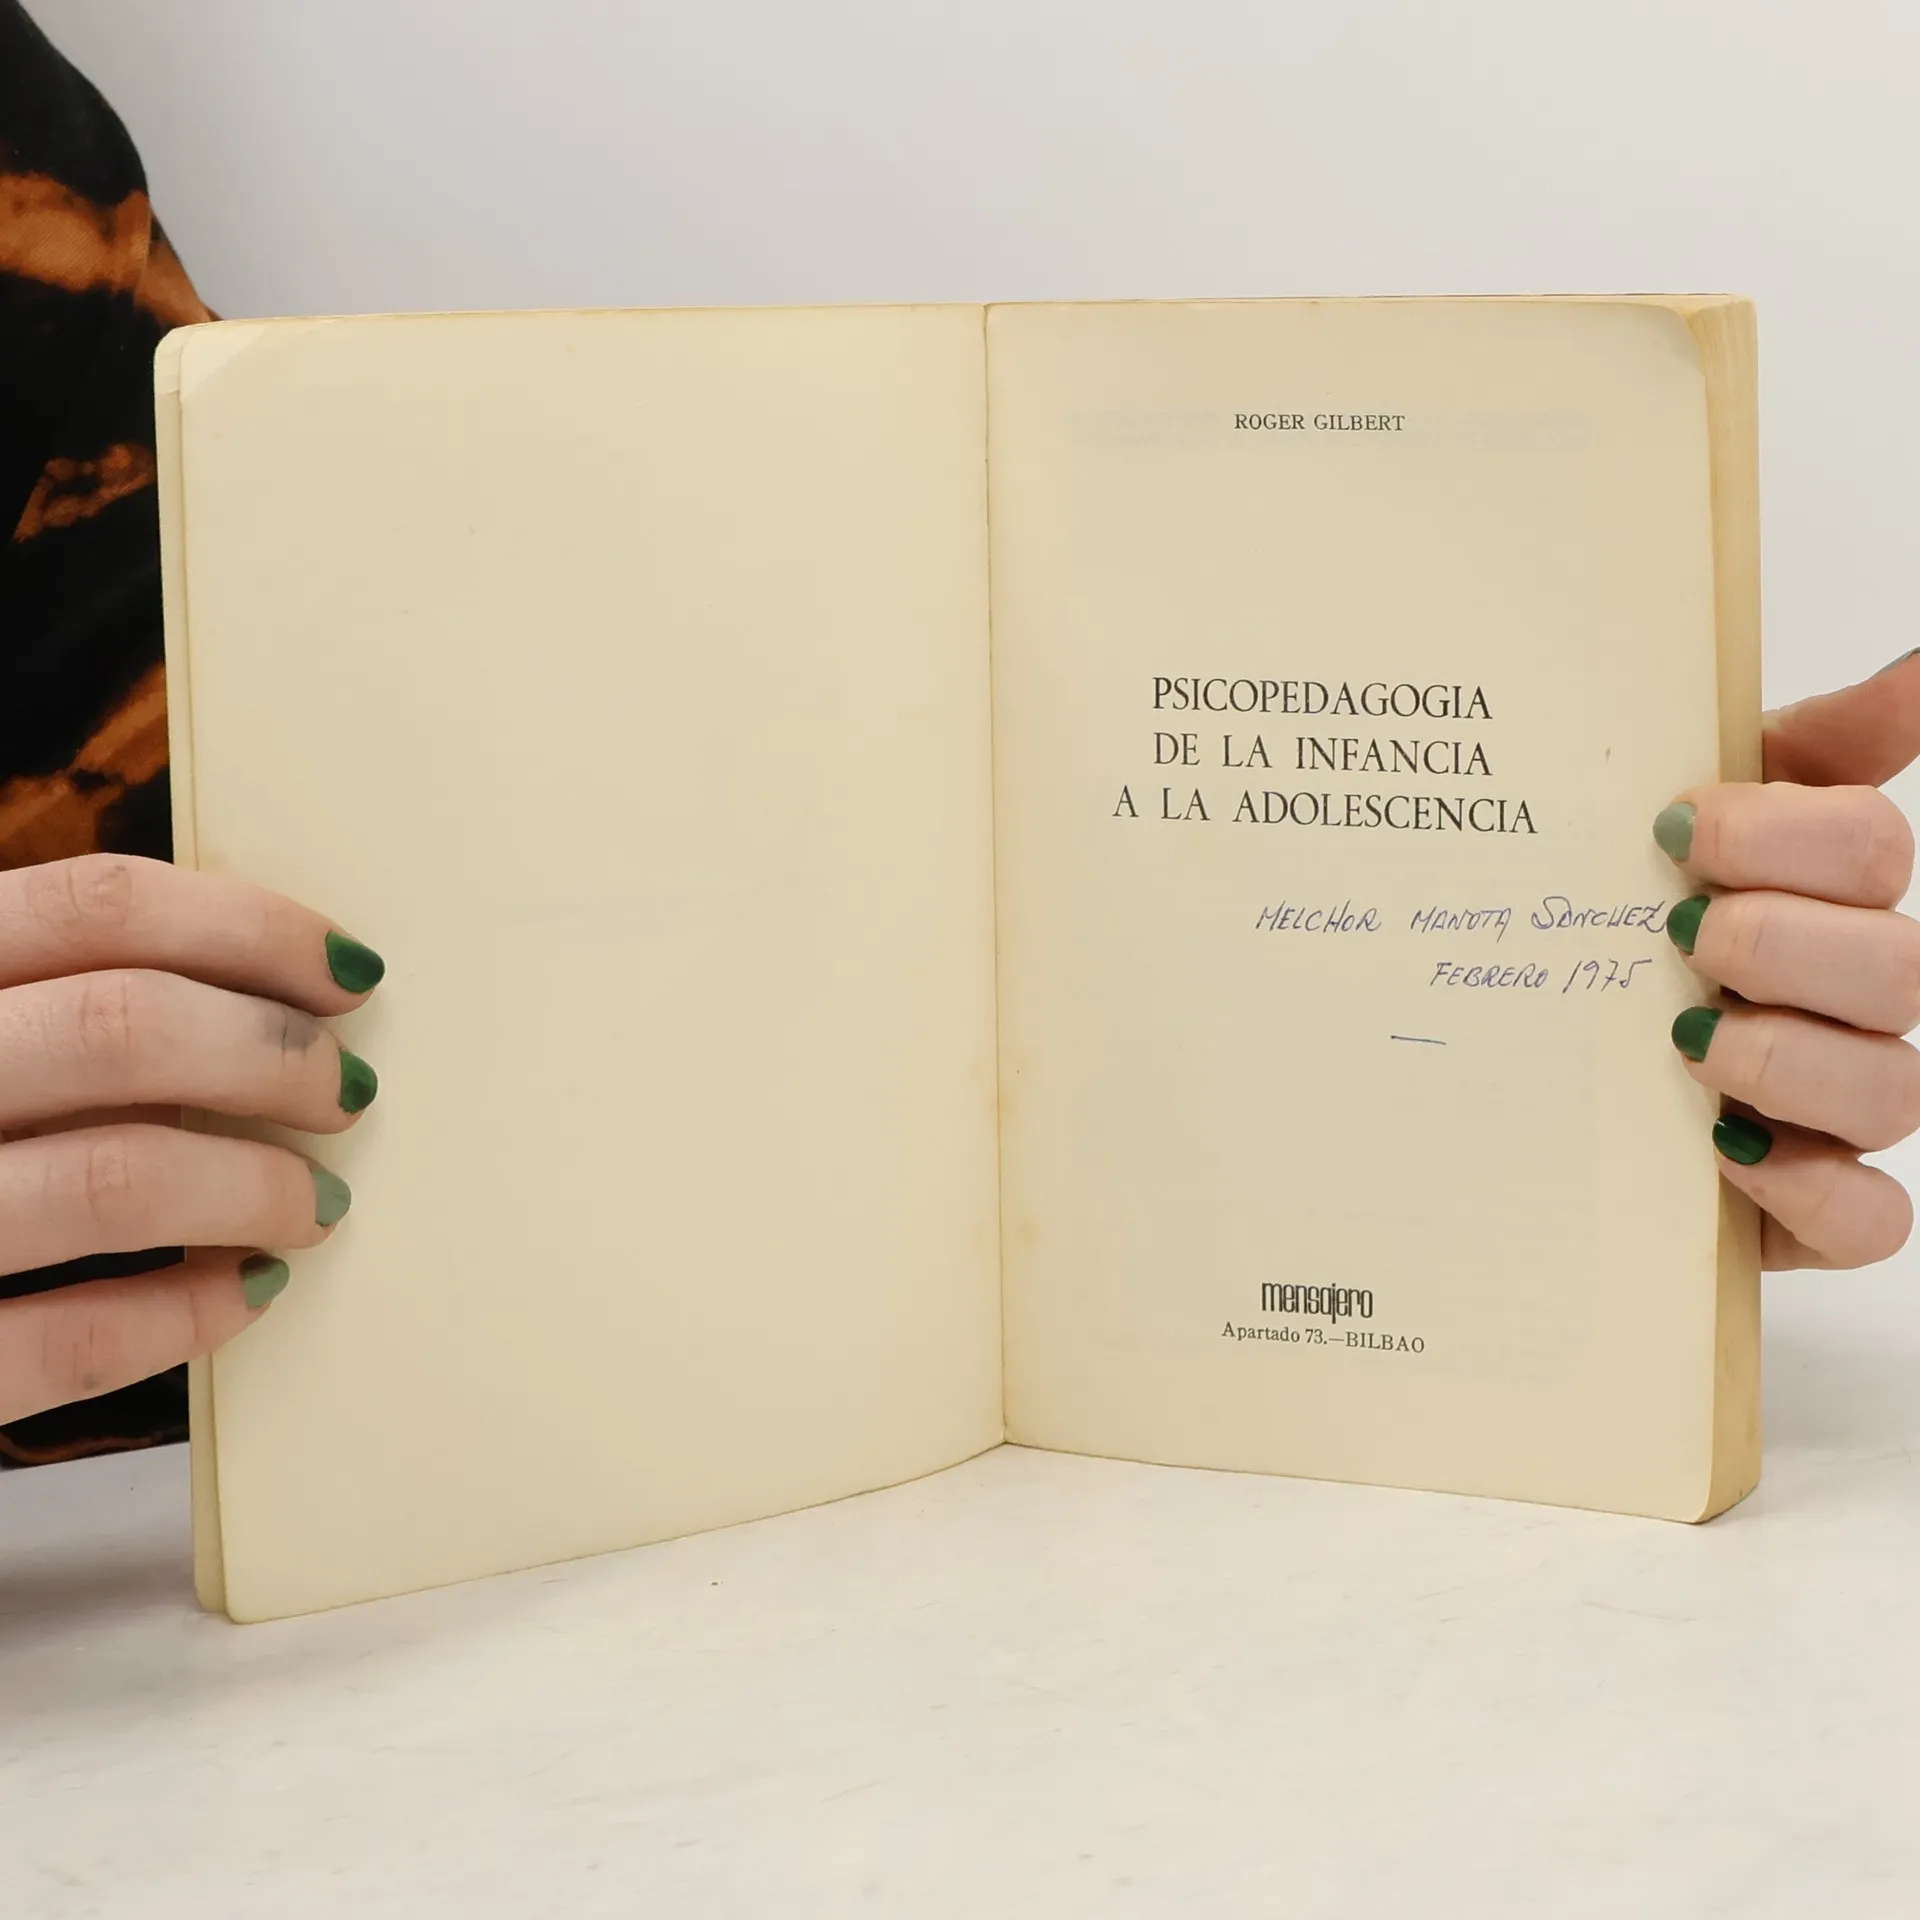 ROGER GILBERT
PSICOPEDAGOGIA
DE LA INFANCIA
A LA ADOLESCENCIA
MELCHOR MANOTA SANCHEZ
FEBRERO 1975
mensajero
Apartado 73.—BILBAO